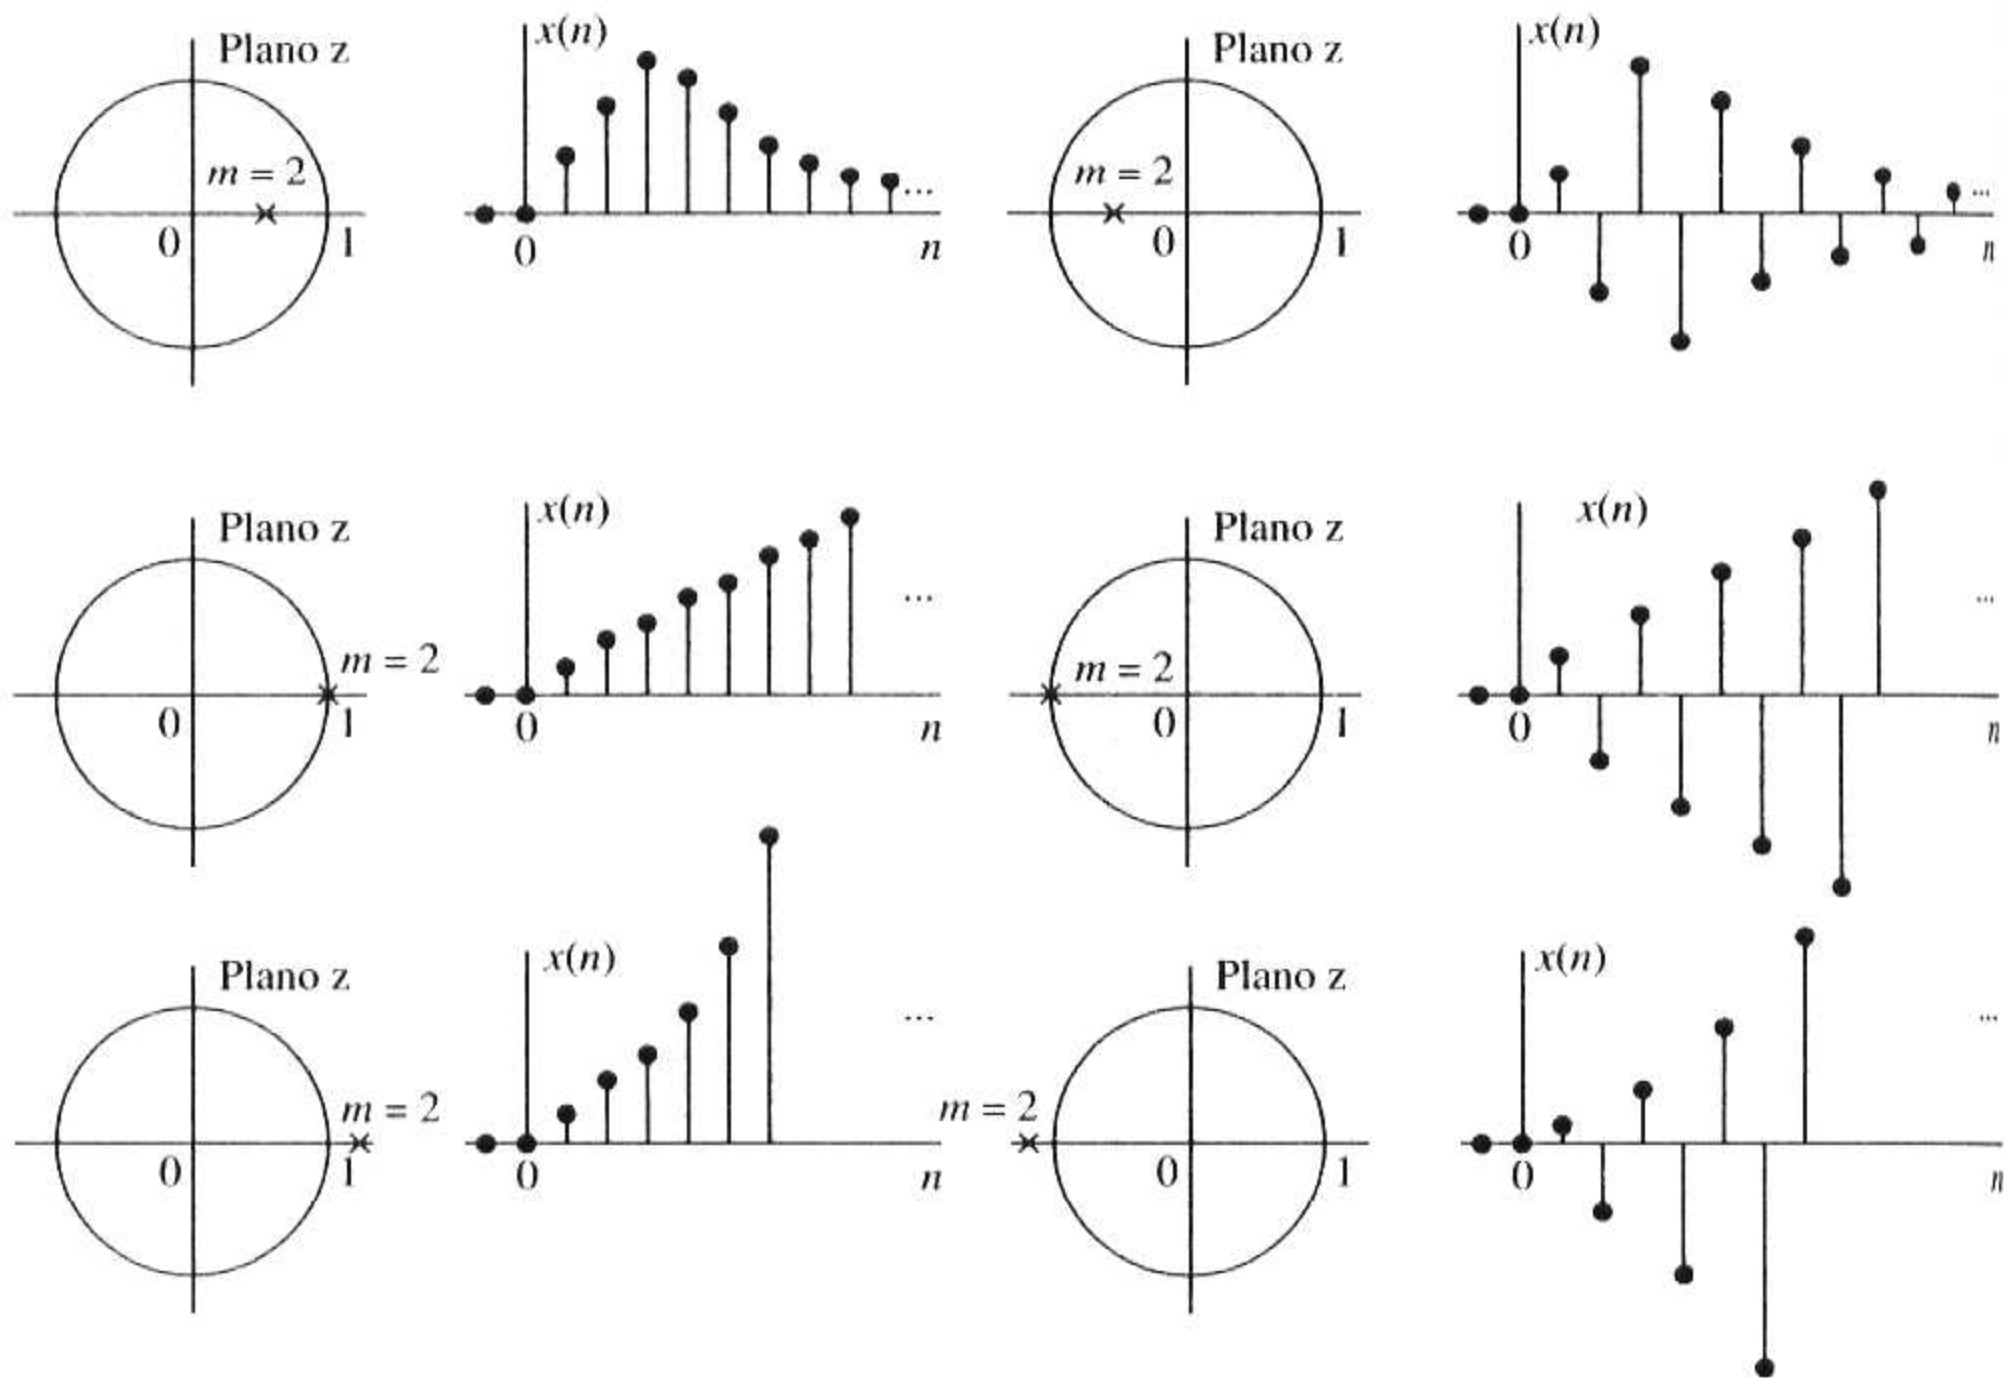 Plano z
m = 2
0
1
x(n)
...
0
n
Plano z
m = 2
0
1
x(n)
...
0
n
Plano z
m = 2
0
1
x(n)
...
0
n
Plano z
m = 2
0
1
x(n)
...
0
n
Plano z
m = 2
0
1
x(n)
...
0
n
Plano z
m = 2
0
1
x(n)
...
0
n